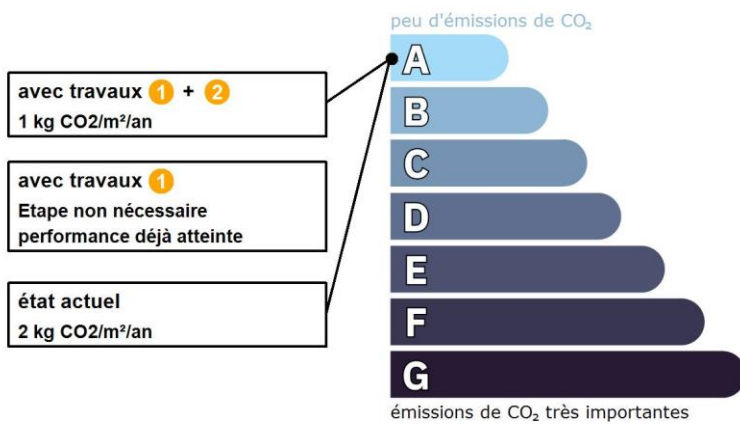 peu d'émissions de CO₂
avec travaux 1 + 2
1 kg CO2/m²/an
avec travaux 1
Etape non nécessaire
performance déjà atteinte
état actuel
2 kg CO2/m²/an
A
B
C
D
E
F
G
émissions de CO₂ très importantes